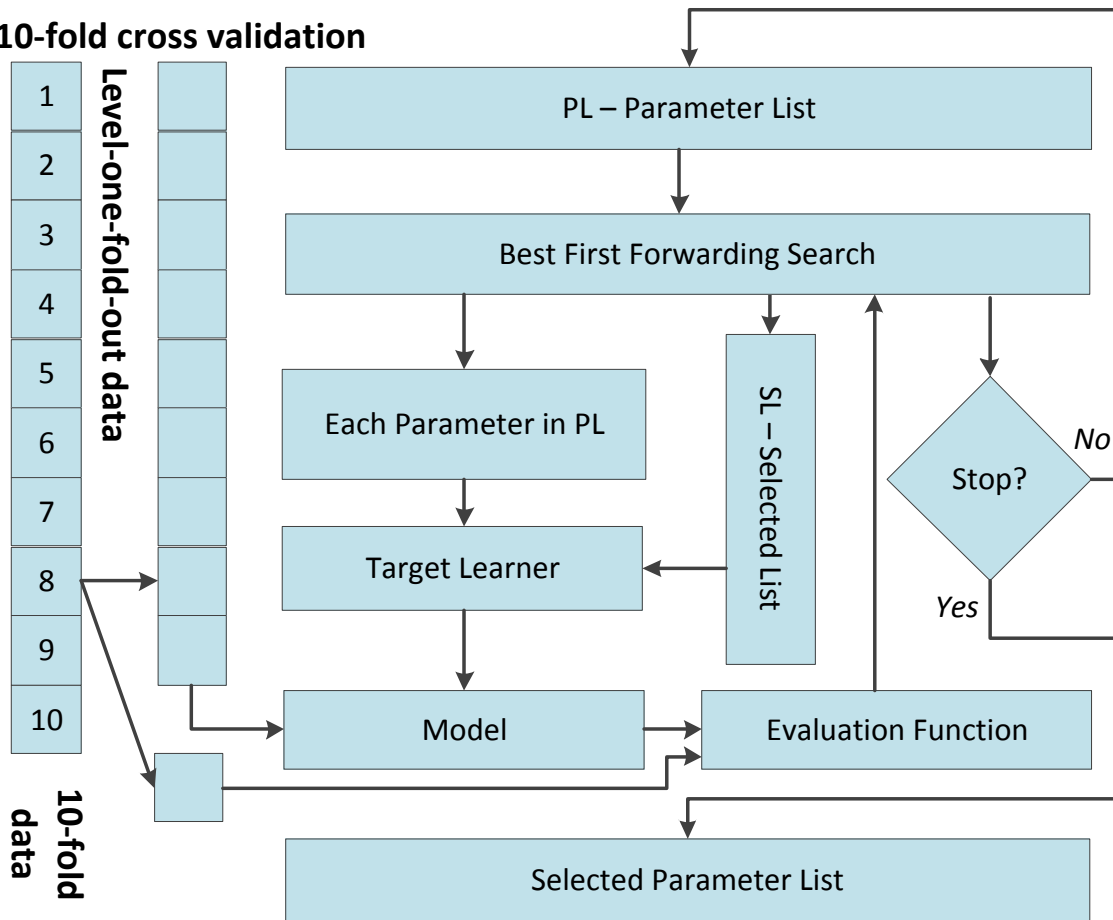 10-fold cross validation
1
2
3
4
5
6
7
8
9
10
Level-one-fold-out data
10-fold
data
PL – Parameter List
Best First Forwarding Search
Each Parameter in PL
SL – Selected List
Stop?
No
Yes
Target Learner
Model
Evaluation Function
Selected Parameter List